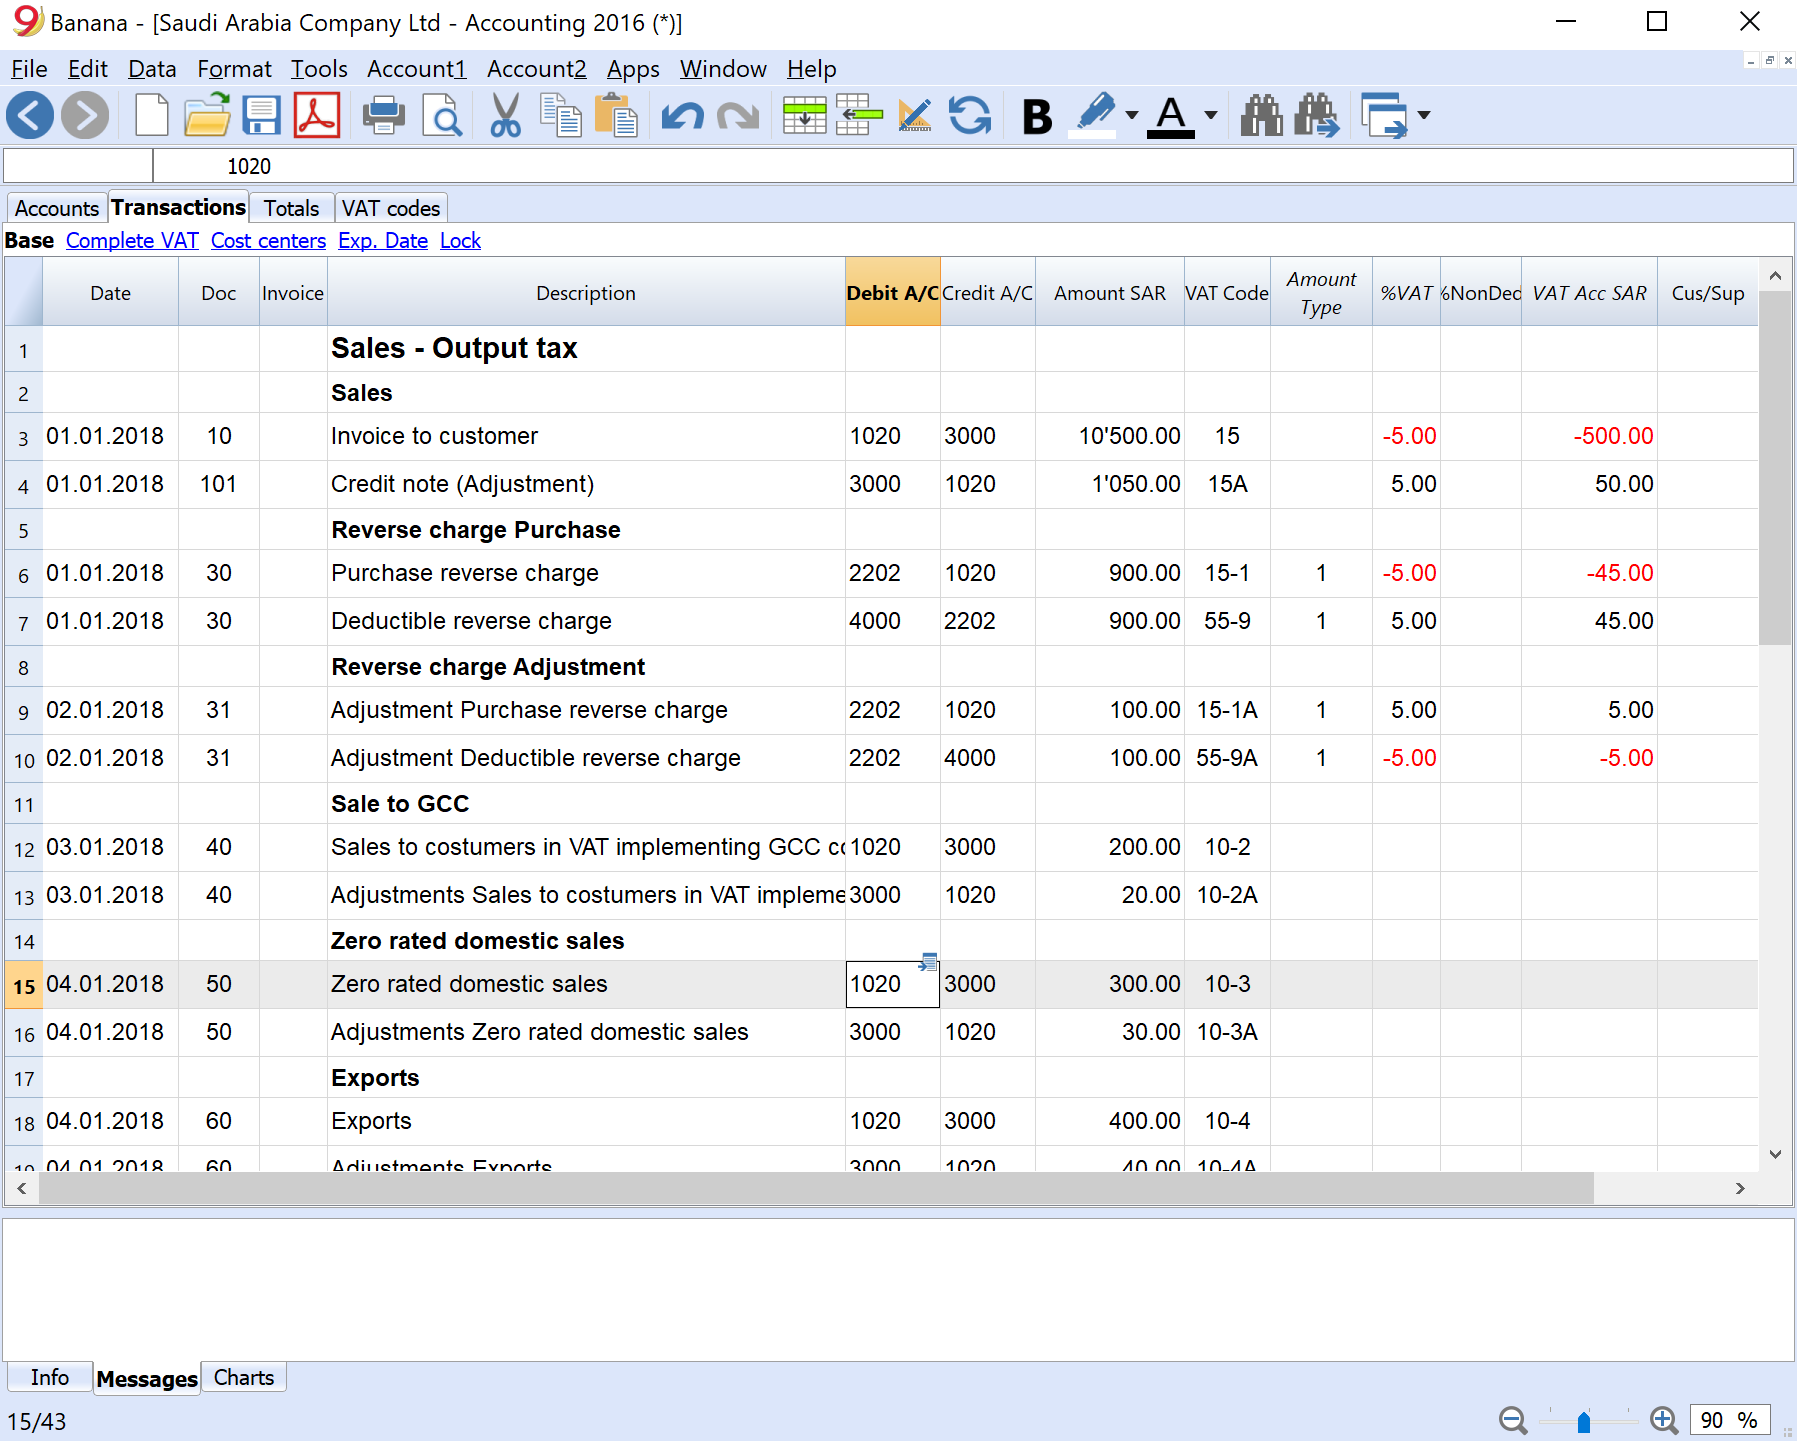 Banana - [Saudi Arabia Company Ltd - Accounting 2016 (*)]
File Edit Data Format Tools Account1 Account2 Apps Window Help
B A
1020
Accounts Transactions Totals VAT codes
Base Complete VAT Cost centers Exp. Date Lock
Date Doc Invoice Description Debit A/C Credit A/C Amount SAR VAT Code Amount Type %VAT %NonDed VAT Acc SAR Cus/Sup
1 Sales - Output tax
2 Sales
3 01.01.2018 10 Invoice to customer 1020 3000 10'500.00 15 -5.00 -500.00
4 01.01.2018 101 Credit note (Adjustment) 3000 1020 1'050.00 15A 5.00 50.00
5 Reverse charge Purchase
6 01.01.2018 30 Purchase reverse charge 2202 1020 900.00 15-1 1 -5.00 -45.00
7 01.01.2018 30 Deductible reverse charge 4000 2202 900.00 55-9 1 5.00 45.00
8 Reverse charge Adjustment
9 02.01.2018 31 Adjustment Purchase reverse charge 2202 1020 100.00 15-1A 1 5.00 5.00
10 02.01.2018 31 Adjustment Deductible reverse charge 2202 4000 100.00 55-9A 1 -5.00 -5.00
11 Sale to GCC
12 03.01.2018 40 Sales to costumers in VAT implementing GCC co 1020 3000 200.00 10-2
13 03.01.2018 40 Adjustments Sales to costumers in VAT impleme 3000 1020 20.00 10-2A
14 Zero rated domestic sales
15 04.01.2018 50 Zero rated domestic sales 1020 3000 300.00 10-3
16 04.01.2018 50 Adjustments Zero rated domestic sales 3000 1020 30.00 10-3A
17 Exports
18 04.01.2018 60 Exports 1020 3000 400.00 10-4
19 04.01.2018 60 Adjustments Exports 3000 1020 40.00 10-4A
Info Messages Charts
15/43
90 %